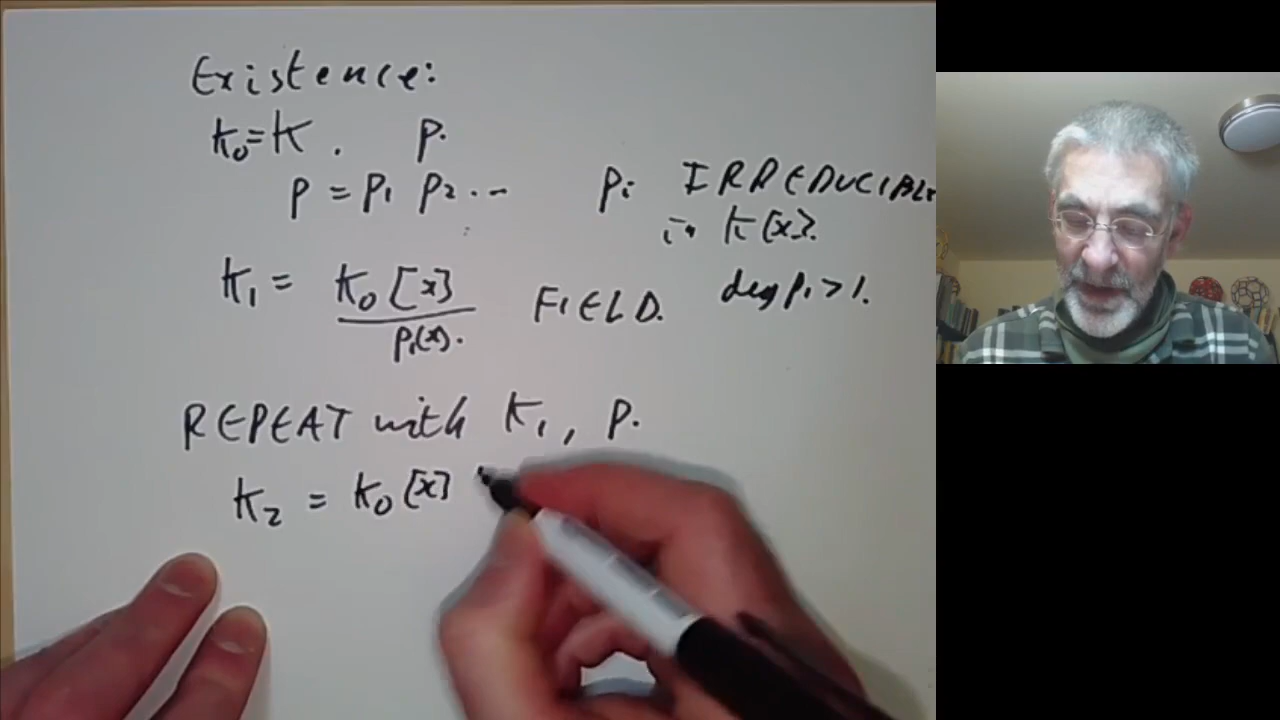 Existence:
K₀=K. p.
p = p₁ p₂ ... pᵢ IRREDUCIBLE
in K[x].
K₁ = K₀[x] / p₁(x). FIELD. deg p₁ > 1.
REPEAT with K₁, p.
K₂ = K₀[x]